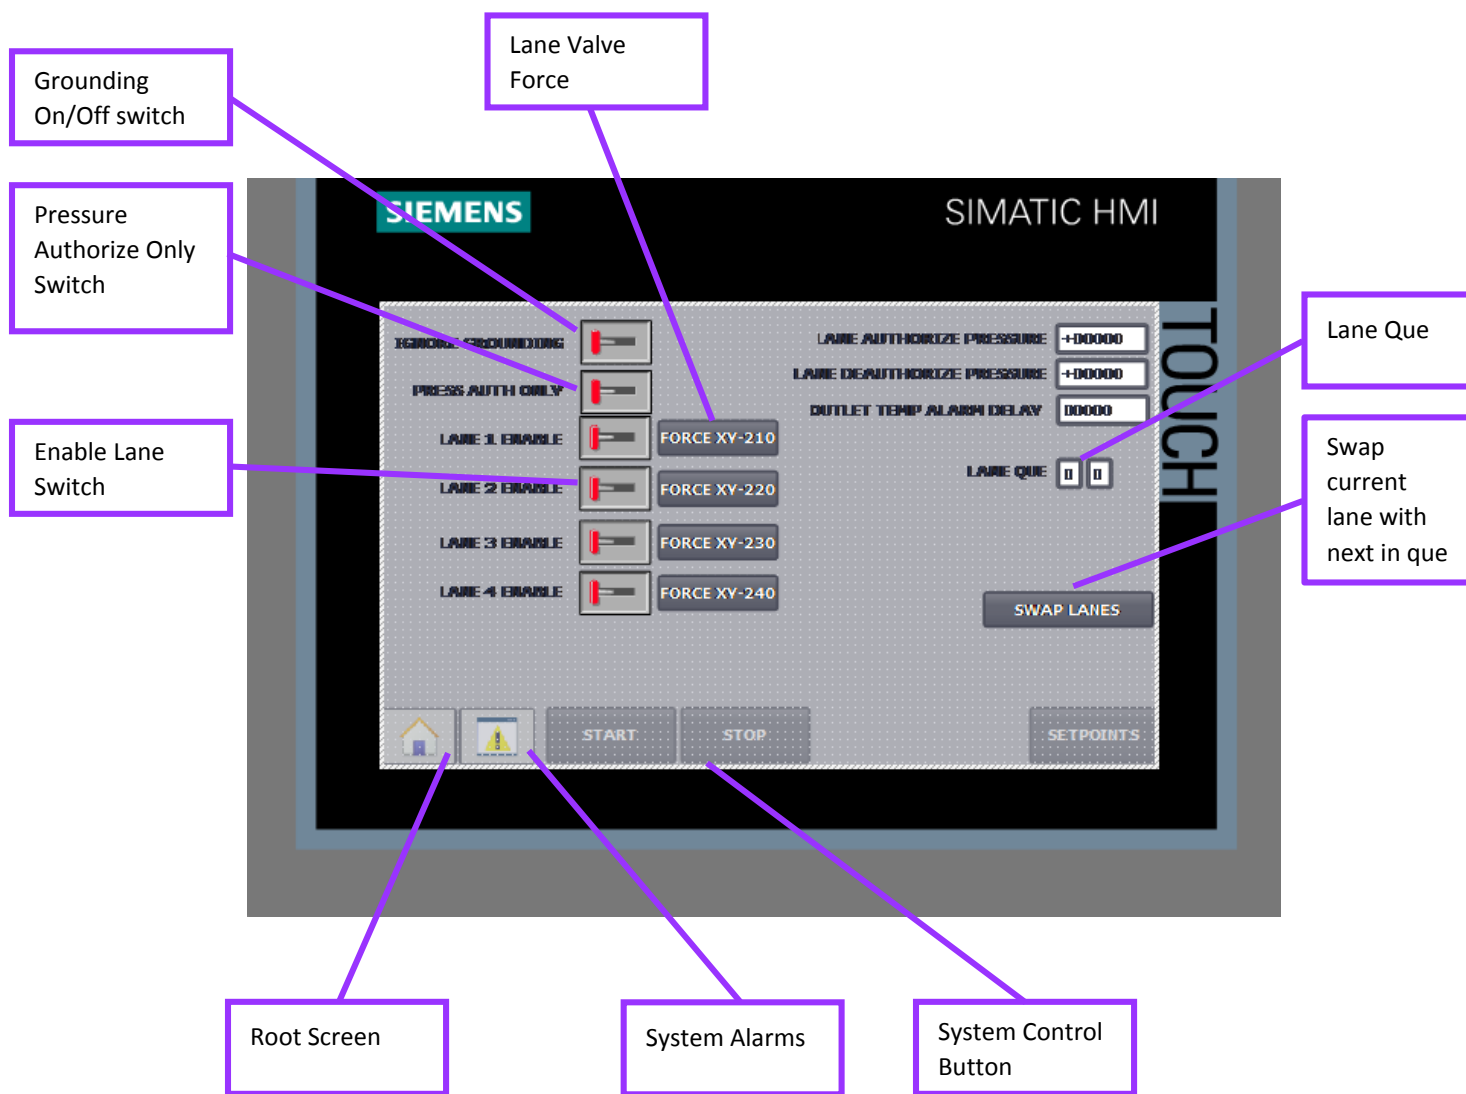 Lane Valve
Force
Grounding
On/Off switch
Pressure
Authorize Only
Switch
Enable Lane
Switch
SIEMENS
SIMATIC HMI
TOUCH
IGNORE GROUNDING
PRESS AUTH ONLY
LANE 1 ENABLE
FORCE XY-210
LANE 2 ENABLE
FORCE XY-220
LANE 3 ENABLE
FORCE XY-230
LANE 4 ENABLE
FORCE XY-240
LANE AUTHORIZE PRESSURE +00000
LANE DEAUTHORIZE PRESSURE +00000
OUTLET TEMP ALARM DELAY 00000
LANE QUE 0 0
SWAP LANES
START
STOP
SETPOINTS
Lane Que
Swap
current
lane with
next in que
Root Screen
System Alarms
System Control
Button